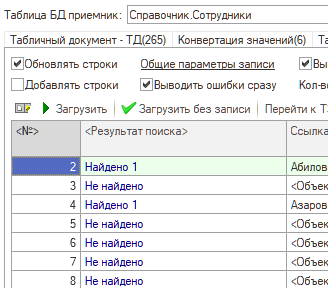 Таблица БД приемник: Справочник.Сотрудники
Табличный документ - ТД(265) Конвертация значений(6) Та
Обновлять строки Общие параметры записи Вы
Добавлять строки Выводить ошибки сразу Кол-во
Загрузить Загрузить без записи Перейти к Т
<№> <Результат поиска> Ссылка
2 Найдено 1 Абилов
3 Не найдено <Объек
4 Найдено 1 Азаров
5 Не найдено <Объек
6 Не найдено <Объек
7 Не найдено <Объек
8 Не найдено <Объек